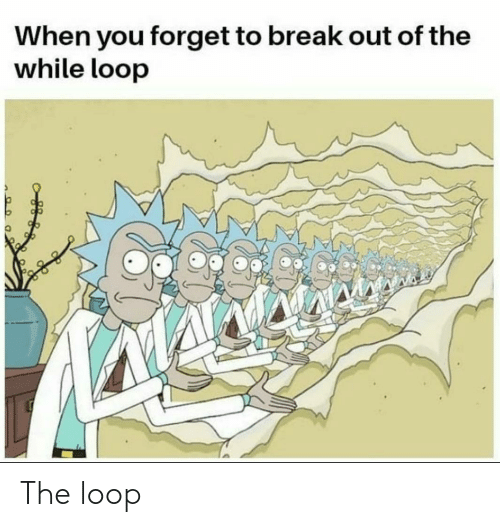 When you forget to break out of the
while loop
The loop